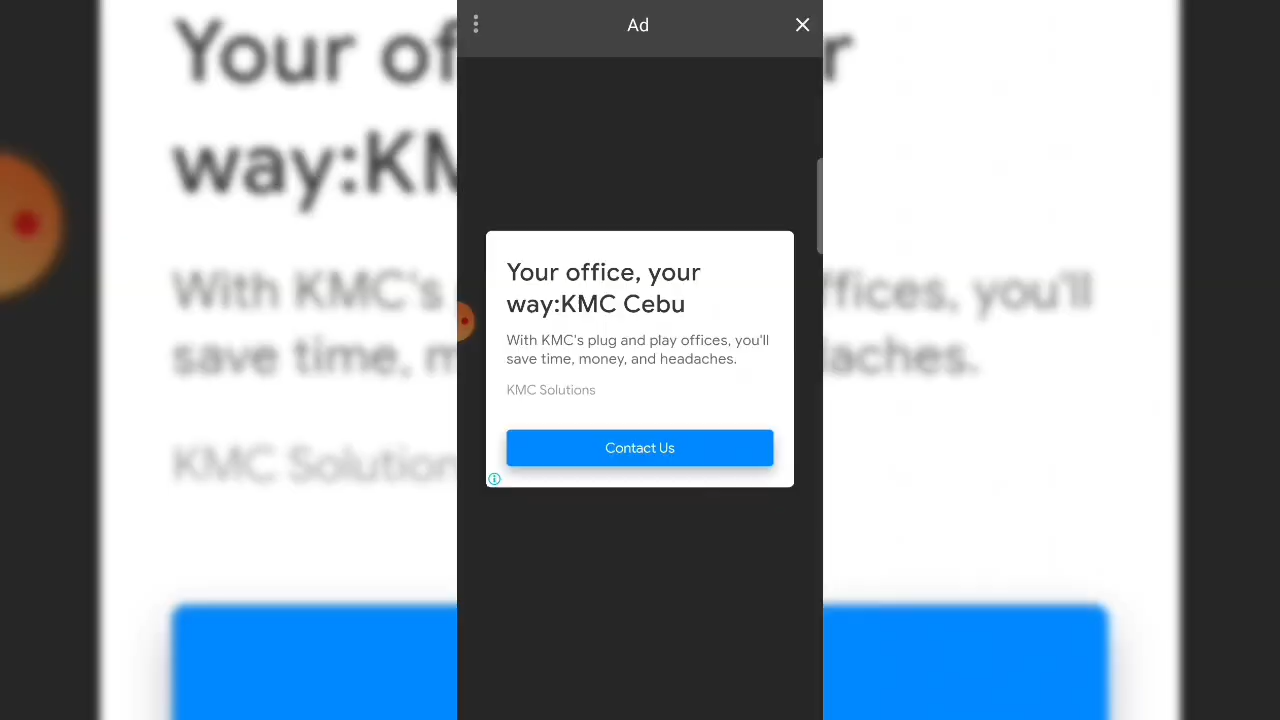 Ad
Your office, your
way:KMC Cebu
With KMC's plug and play offices, you'll
save time, money, and headaches.
KMC Solutions
Contact Us